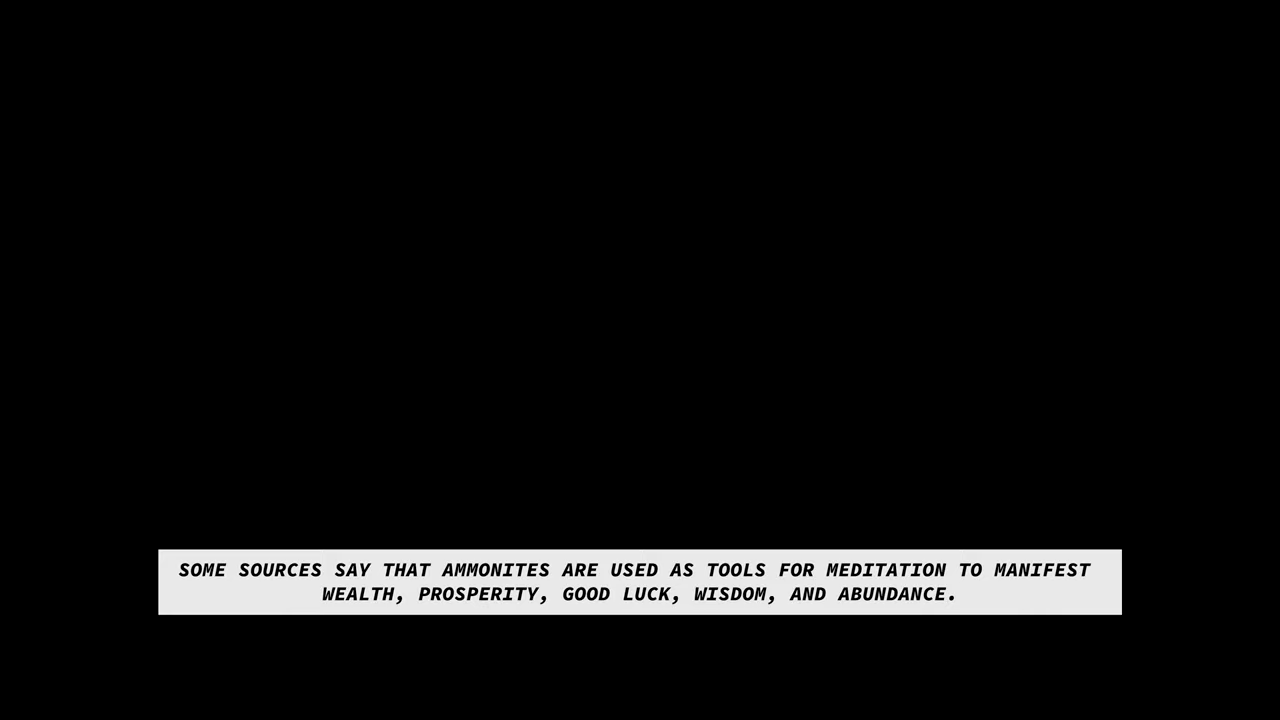 SOME SOURCES SAY THAT AMMONITES ARE USED AS TOOLS FOR MEDITATION TO MANIFEST
WEALTH, PROSPERITY, GOOD LUCK, WISDOM, AND ABUNDANCE.